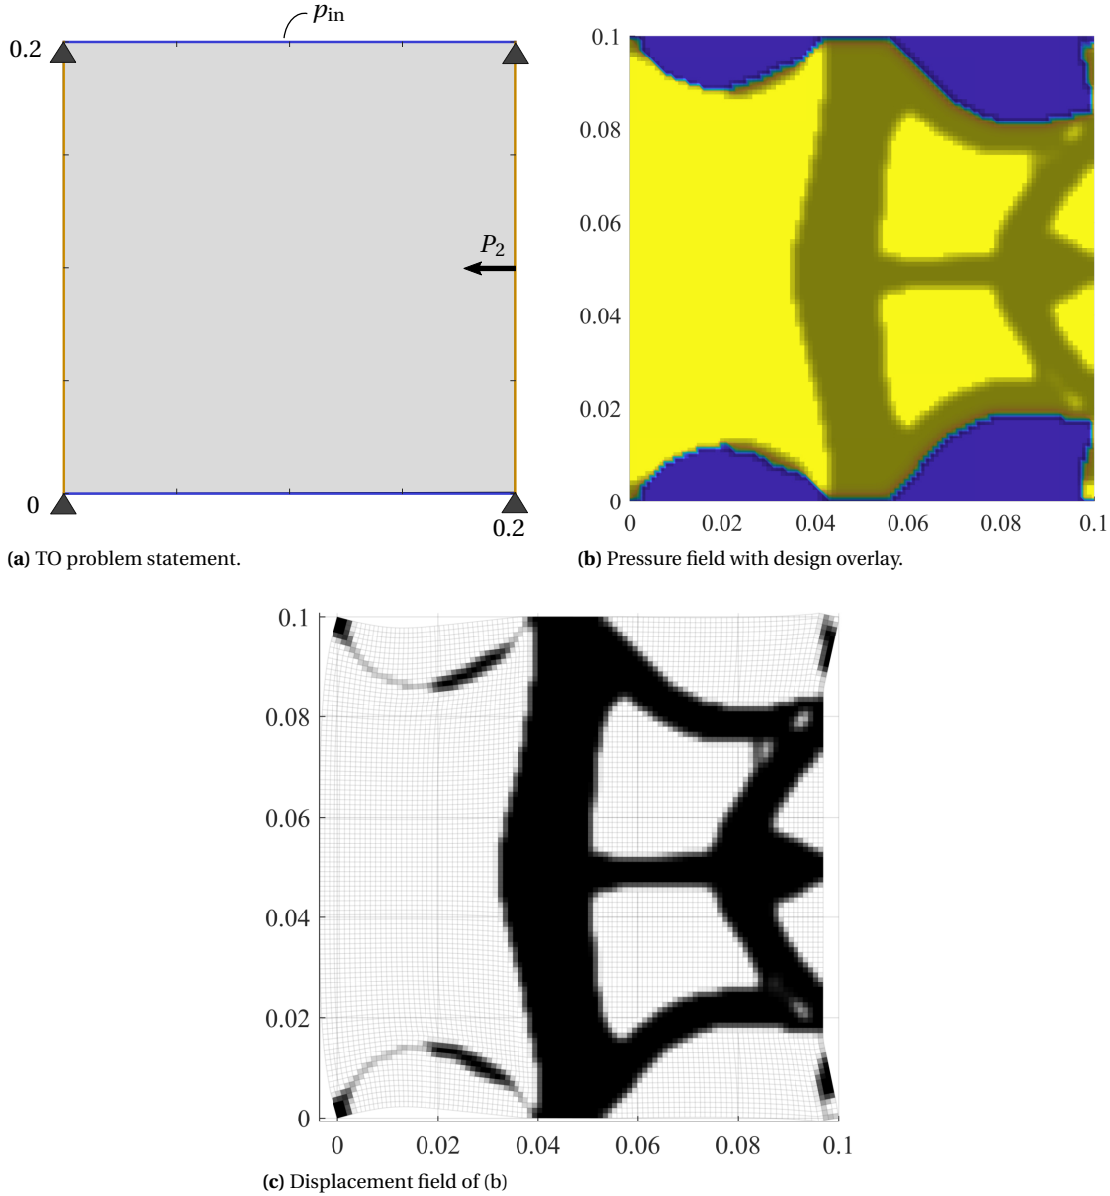 p_in
0.2
P_2
0
0.2
(a) TO problem statement.
0.1
0.08
0.06
0.04
0.02
0
0 0.02 0.04 0.06 0.08 0.1
(b) Pressure field with design overlay.
0.1
0.08
0.06
0.04
0.02
0
0 0.02 0.04 0.06 0.08 0.1
(c) Displacement field of (b)